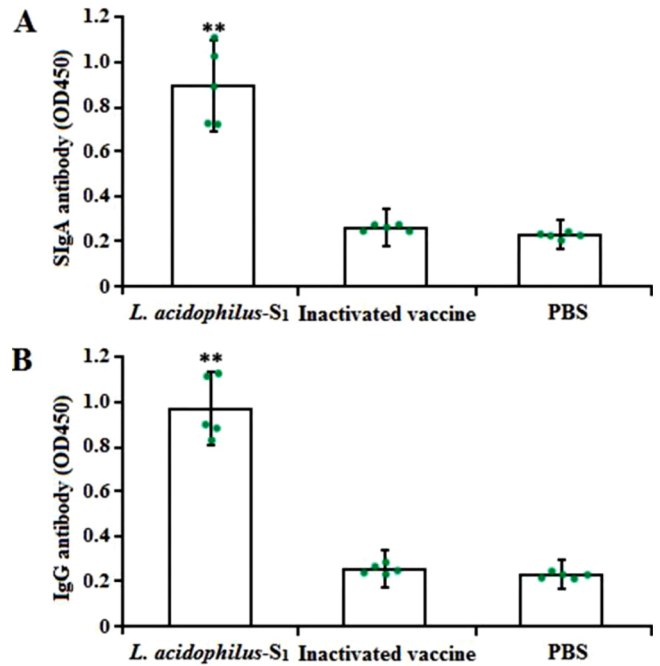 A
SIgA antibody (OD450)
1.2
1.0
0.8
0.6
0.4
0.2
0
**
L. acidophilus-S1 Inactivated vaccine PBS
B
IgG antibody (OD450)
1.2
1.0
0.8
0.6
0.4
0.2
0
**
L. acidophilus-S1 Inactivated vaccine PBS